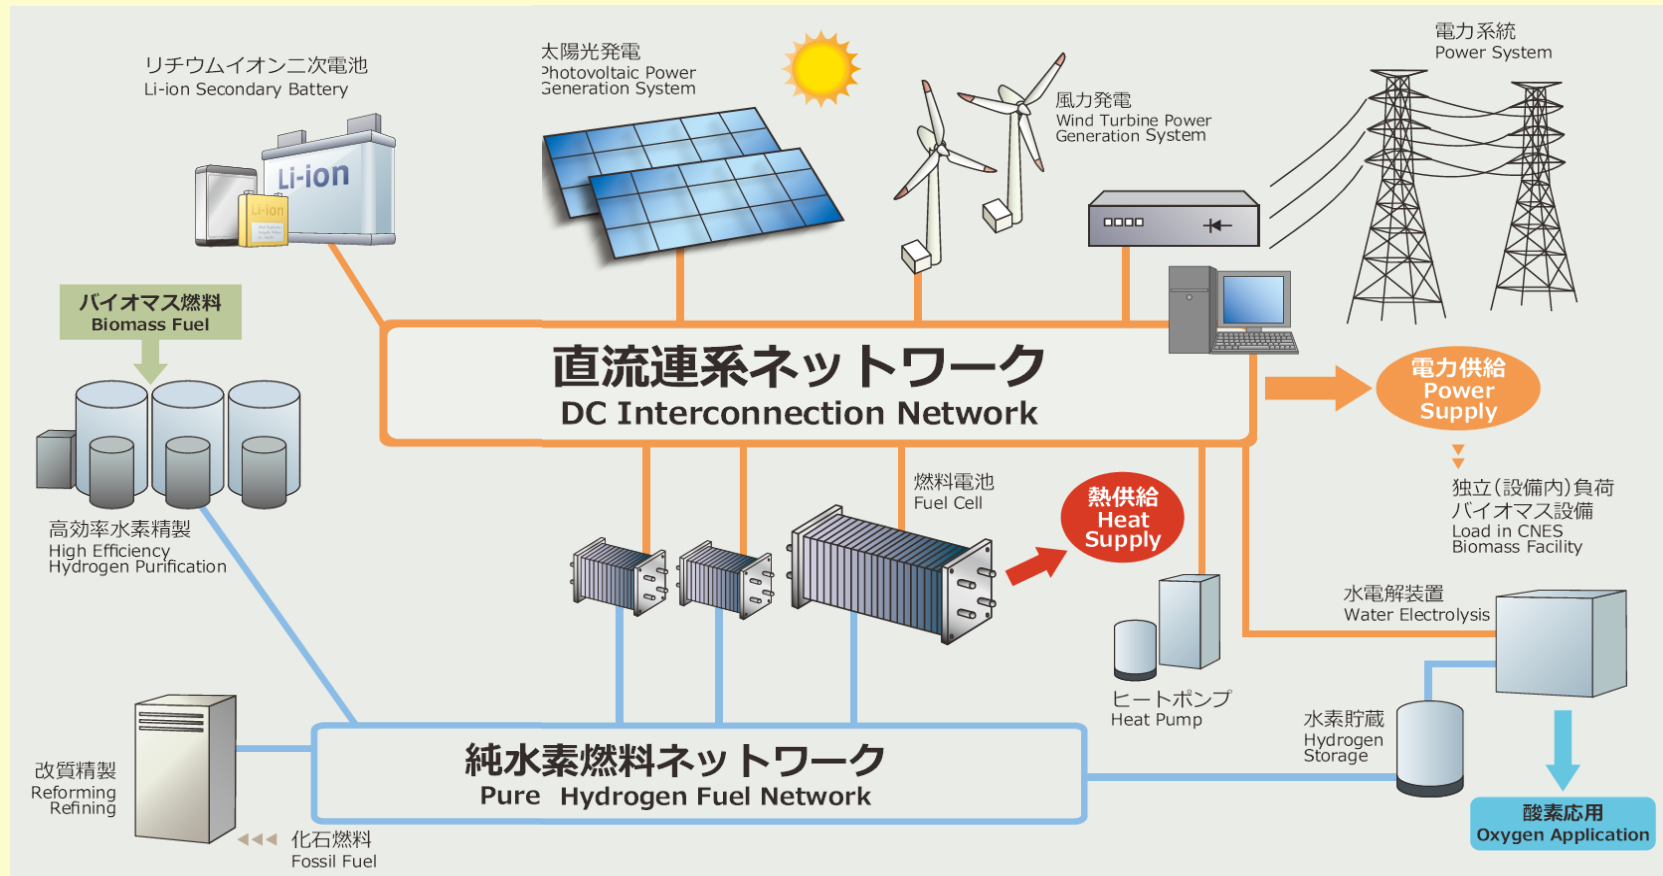 リチウムイオン二次電池
Li-ion Secondary Battery
Li-ion
Li-ion
太陽光発電
Photovoltaic Power
Generation System
風力発電
Wind Turbine Power
Generation System
電力系統
Power System
バイオマス燃料
Biomass Fuel
直流連系ネットワーク
DC Interconnection Network
電力供給
Power
Supply
独立(設備内)負荷
バイオマス設備
Load in CNES
Biomass Facility
高効率水素精製
High Efficiency
Hydrogen Purification
燃料電池
Fuel Cell
熱供給
Heat
Supply
水電解装置
Water Electrolysis
ヒートポンプ
Heat Pump
水素貯蔵
Hydrogen
Storage
改質精製
Reforming
Refining
純水素燃料ネットワーク
Pure Hydrogen Fuel Network
化石燃料
Fossil Fuel
酸素応用
Oxygen Application